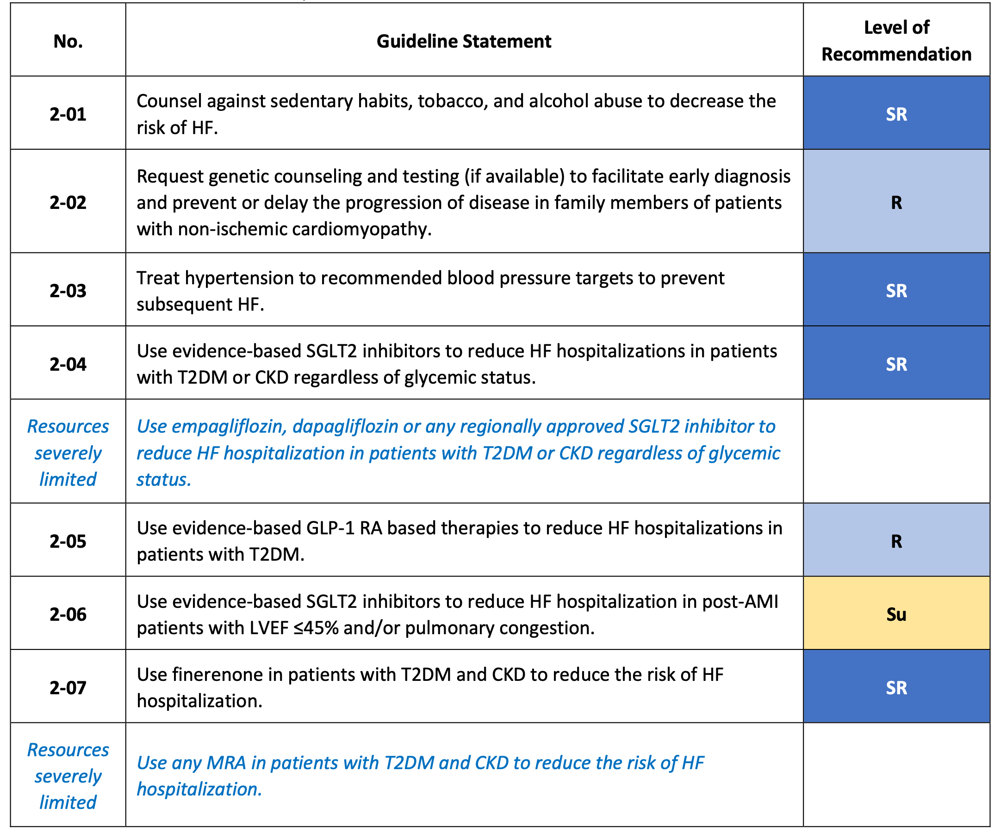 No.
Guideline Statement
Level of
Recommendation
2-01
Counsel against sedentary habits, tobacco, and alcohol abuse to decrease the
risk of HF.
SR
2-02
Request genetic counseling and testing (if available) to facilitate early diagnosis
and prevent or delay the progression of disease in family members of patients
with non-ischemic cardiomyopathy.
R
2-03
Treat hypertension to recommended blood pressure targets to prevent
subsequent HF.
SR
2-04
Use evidence-based SGLT2 inhibitors to reduce HF hospitalizations in patients
with T2DM or CKD regardless of glycemic status.
SR
Resources
severely
limited
Use empagliflozin, dapagliflozin or any regionally approved SGLT2 inhibitor to
reduce HF hospitalization in patients with T2DM or CKD regardless of glycemic
status.
2-05
Use evidence-based GLP-1 RA based therapies to reduce HF hospitalizations in
patients with T2DM.
R
2-06
Use evidence-based SGLT2 inhibitors to reduce HF hospitalization in post-AMI
patients with LVEF ≤45% and/or pulmonary congestion.
Su
2-07
Use finerenone in patients with T2DM and CKD to reduce the risk of HF
hospitalization.
SR
Resources
severely
limited
Use any MRA in patients with T2DM and CKD to reduce the risk of HF
hospitalization.